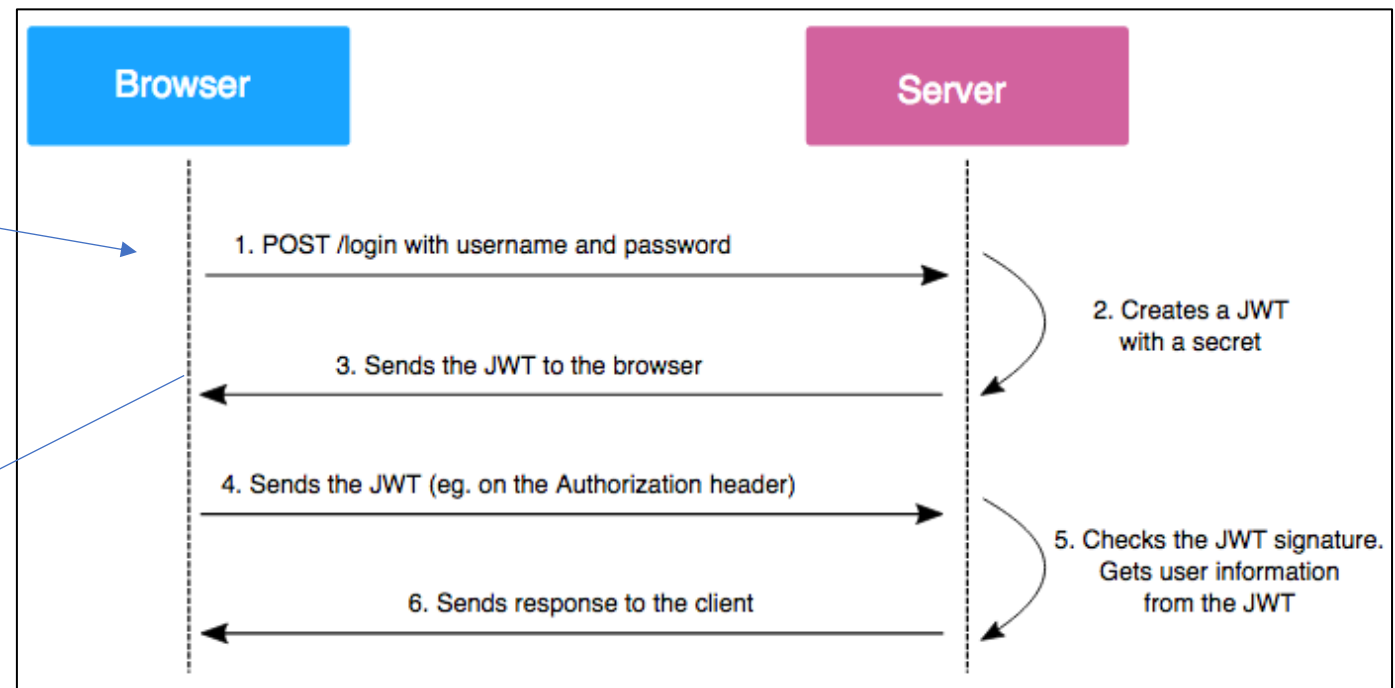 Browser
Server
1. POST /login with username and password
2. Creates a JWT
with a secret
3. Sends the JWT to the browser
4. Sends the JWT (eg. on the Authorization header)
5. Checks the JWT signature.
Gets user information
from the JWT
6. Sends response to the client